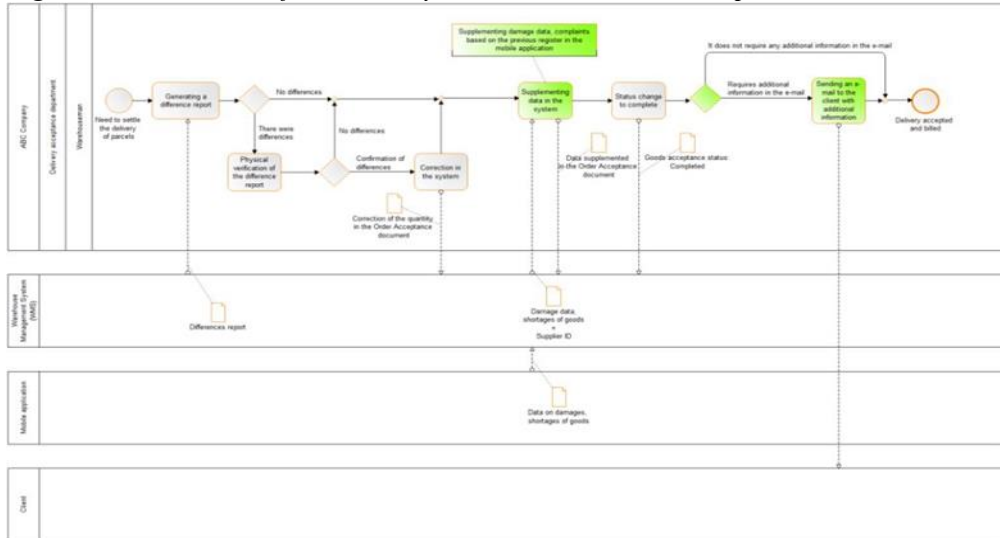 Supplementing damage data, complaints
based on the previous register in the
mobile application
It does not require any additional information in the e-mail
Generating a
difference report
No differences
Supplementing
data in the
system
Status change
to complete
Requires additional
information in the e-mail
Sending an e-
mail to the
client with
additional
information
Need to settle
the delivery
of parcels
There were
differences
No differences
Delivery accepted
and billed
Physical
verification of
the difference
report
Confirmation of
differences
Correction in
the system
Data supplemented
in the Order Acceptance
document
Goods acceptance status:
Completed
Correction of the quantity
in the Order Acceptance
document
ABC Company
Delivery acceptance department
Warehouseman
Warehouse
Management System
(WMS)
Differences report
Damage data,
shortages of goods
+
Supplier ID
Mobile application
Data on damages,
shortages of goods
Client